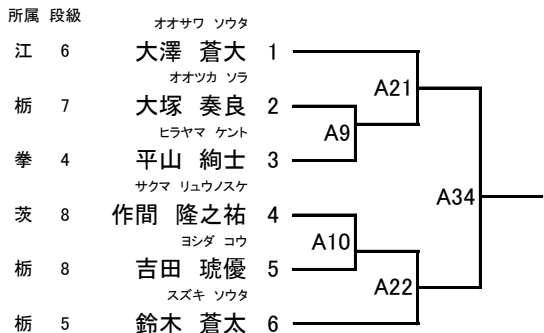 所属 段級
オオサワ ソウタ
江 6 大澤 蒼大 1
A21
オオツカ ソラ
栃 7 大塚 奏良 2
A9
ヒラヤマ ケント
拳 4 平山 絢士 3
A34
サクマ リュウノスケ
茨 8 作間 隆之祐 4
A10
ヨシダ コウ
栃 8 吉田 琥優 5
A22
スズキ ソウタ
栃 5 鈴木 蒼太 6